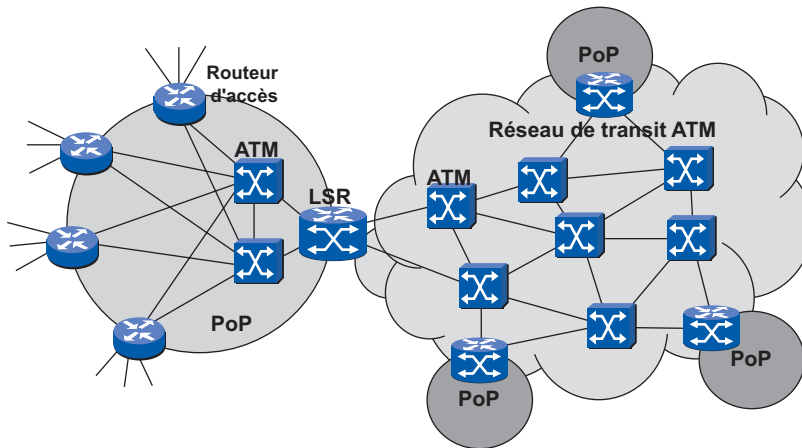 PoP
Routeur
d'accès
Réseau de transit ATM
ATM
ATM
LSR
PoP
PoP
PoP